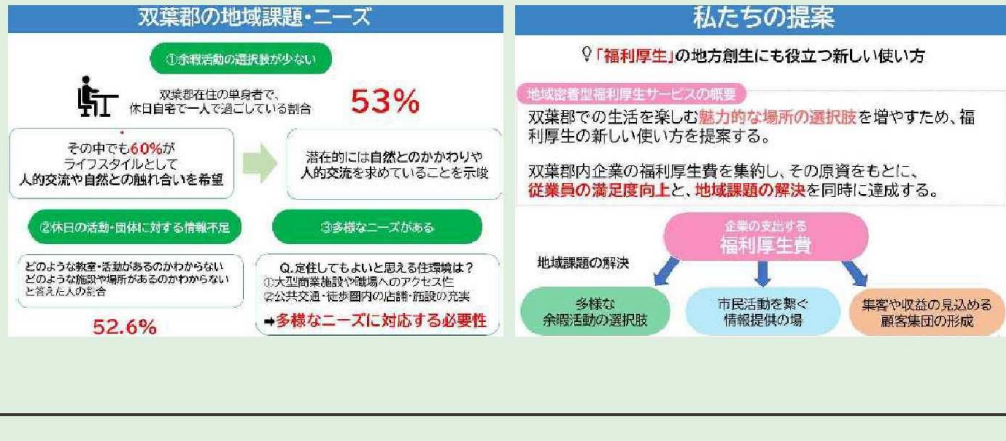 双葉郡の地域課題・ニーズ
①余暇活動の選択肢が少ない
双葉郡在住の単身者で、
休日自宅で一人で過ごしている割合
53%
その中でも60%が
ライフスタイルとして
人的交流や自然との触れ合いを希望
潜在的には自然とのかかわりや
人的交流を求めていることを示唆
②休日の活動・団体に対する情報不足
どのような教室・活動があるのかわからない
どのような施設や場所があるのかわからない
と答えた人の割合
52.6%
③多様なニーズがある
Q.定住してもよいと思える住環境は？
①大型商業施設や職場へのアクセス性
②公共交通・徒歩圏内の店舗・施設の充実
➡多様なニーズに対応する必要性
私たちの提案
「福利厚生」の地方創生にも役立つ新しい使い方
地域密着型福利厚生サービスの概要
双葉郡での生活を楽しむ魅力的な場所の選択肢を増やすため、福
利厚生の新しい使い方を提案する。
双葉郡内企業の福利厚生費を集約し、その原資をもとに、
従業員の満足度向上と、地域課題の解決を同時に達成する。
企業の支出する
福利厚生費
地域課題の解決
多様な
余暇活動の選択肢
市民活動を繋ぐ
情報提供の場
集客や収益の見込める
顧客集団の形成